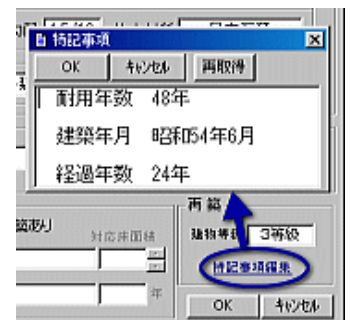 特記事項
OK キャンセル 再取得
耐用年数 48年
建築年月 昭和54年6月
経過年数 24年
再築
対応床面積
建物等級 3等級
特記事項編集
年
OK キャンセル